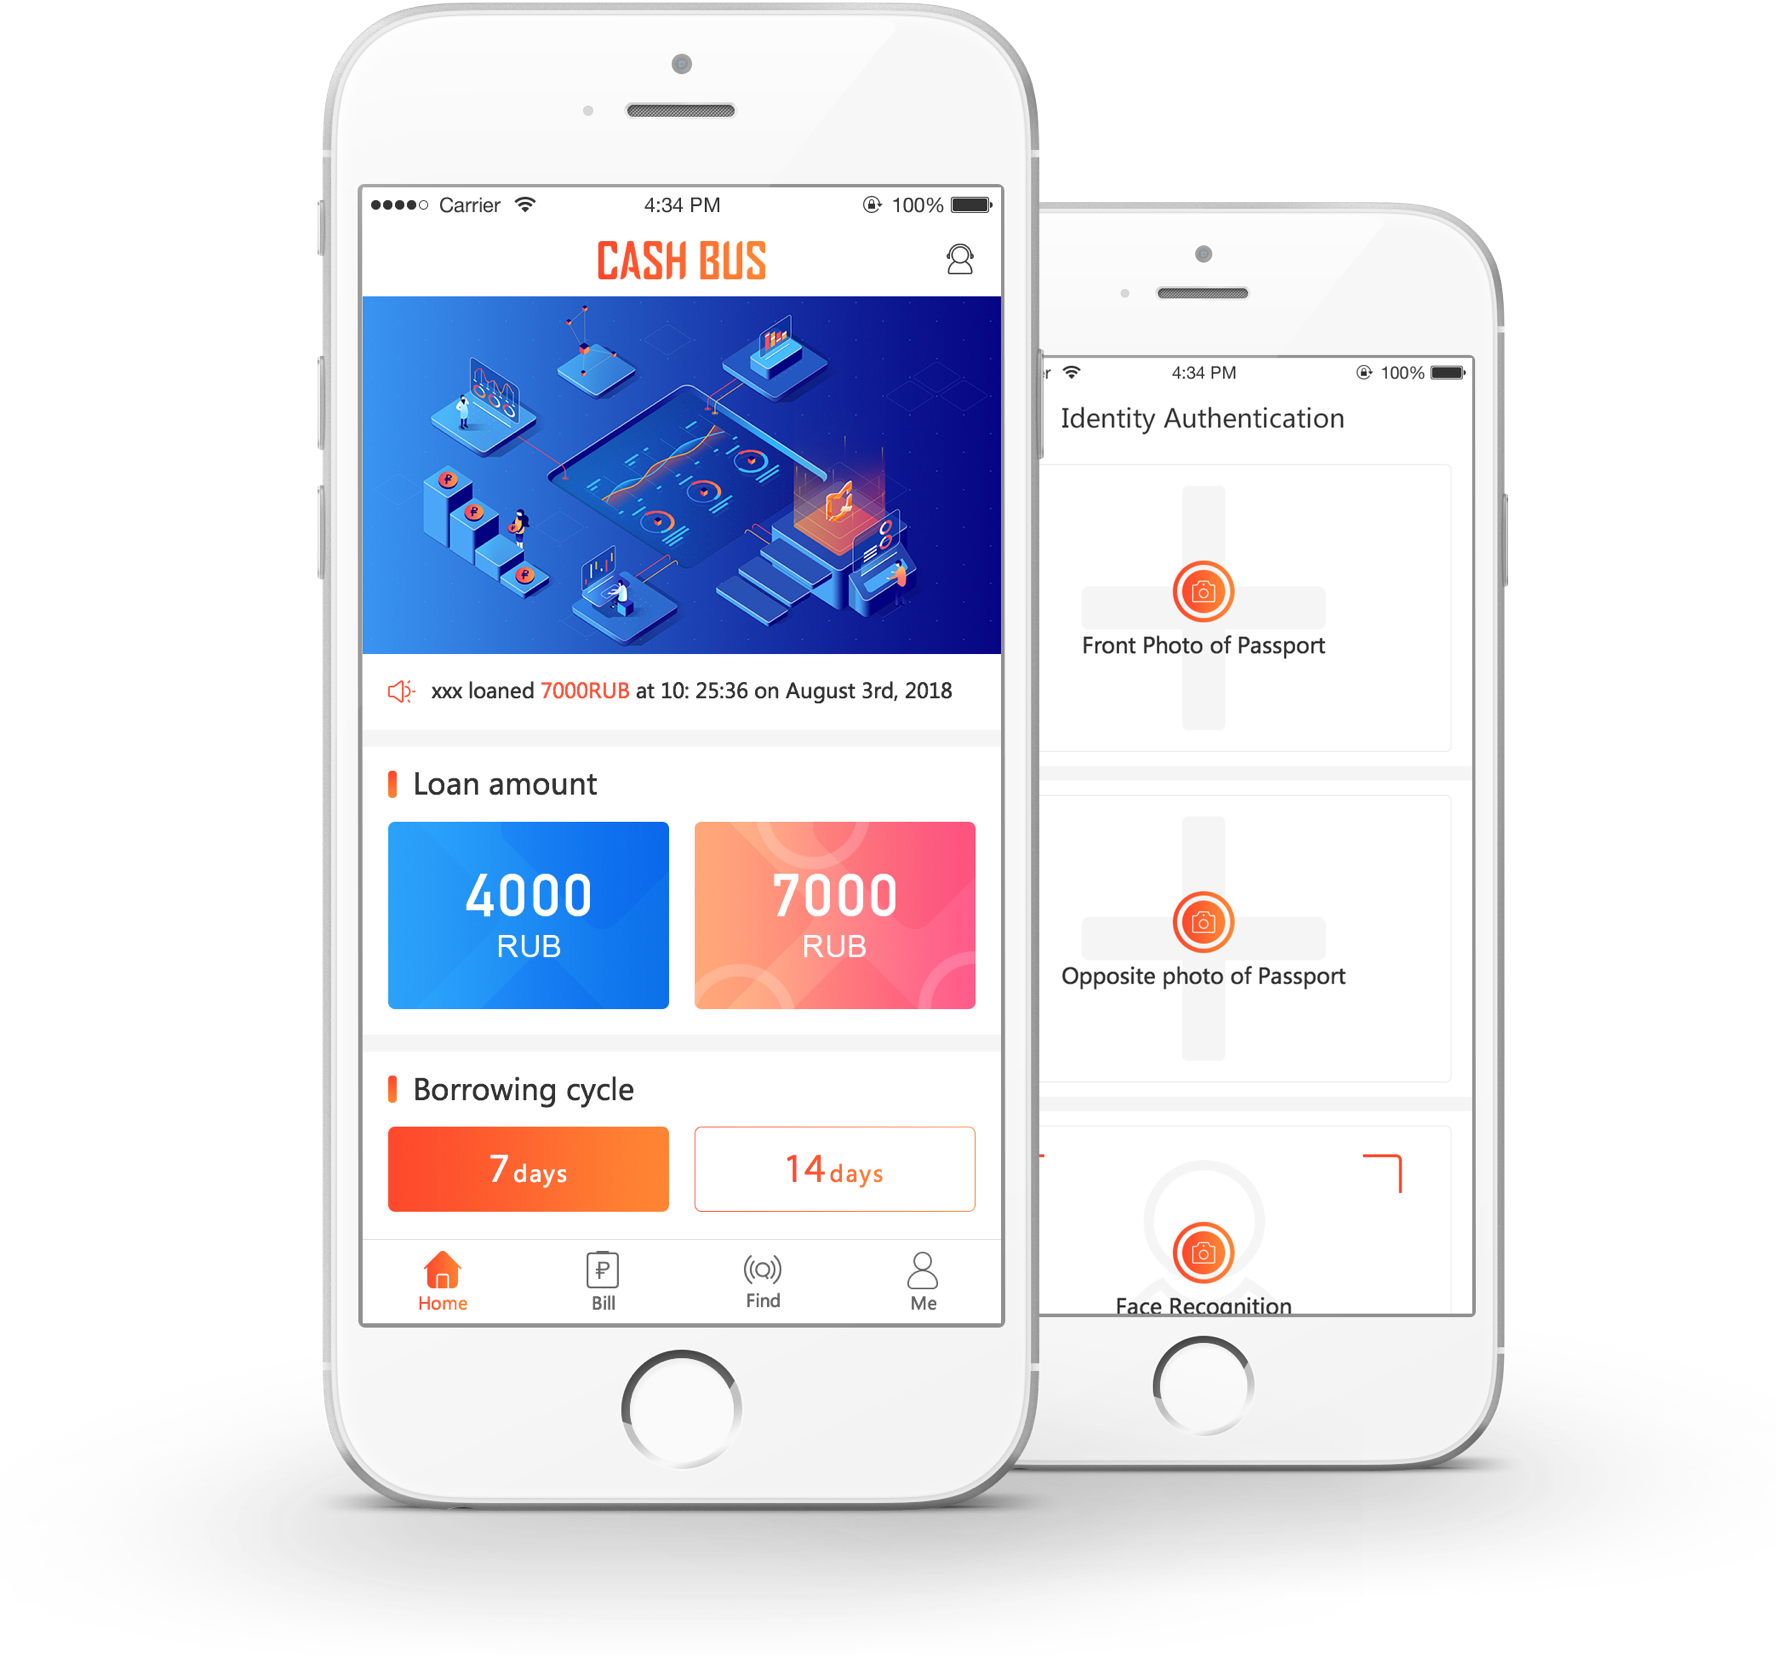 Carrier 4:34 PM 100%
CASH BUS
xxx loaned 7000RUB at 10: 25:36 on August 3rd, 2018
Loan amount
4000
RUB
7000
RUB
Borrowing cycle
7 days
14 days
Home
Bill
Find
Me
4:34 PM 100%
Identity Authentication
Front Photo of Passport
Opposite photo of Passport
Face Recognition